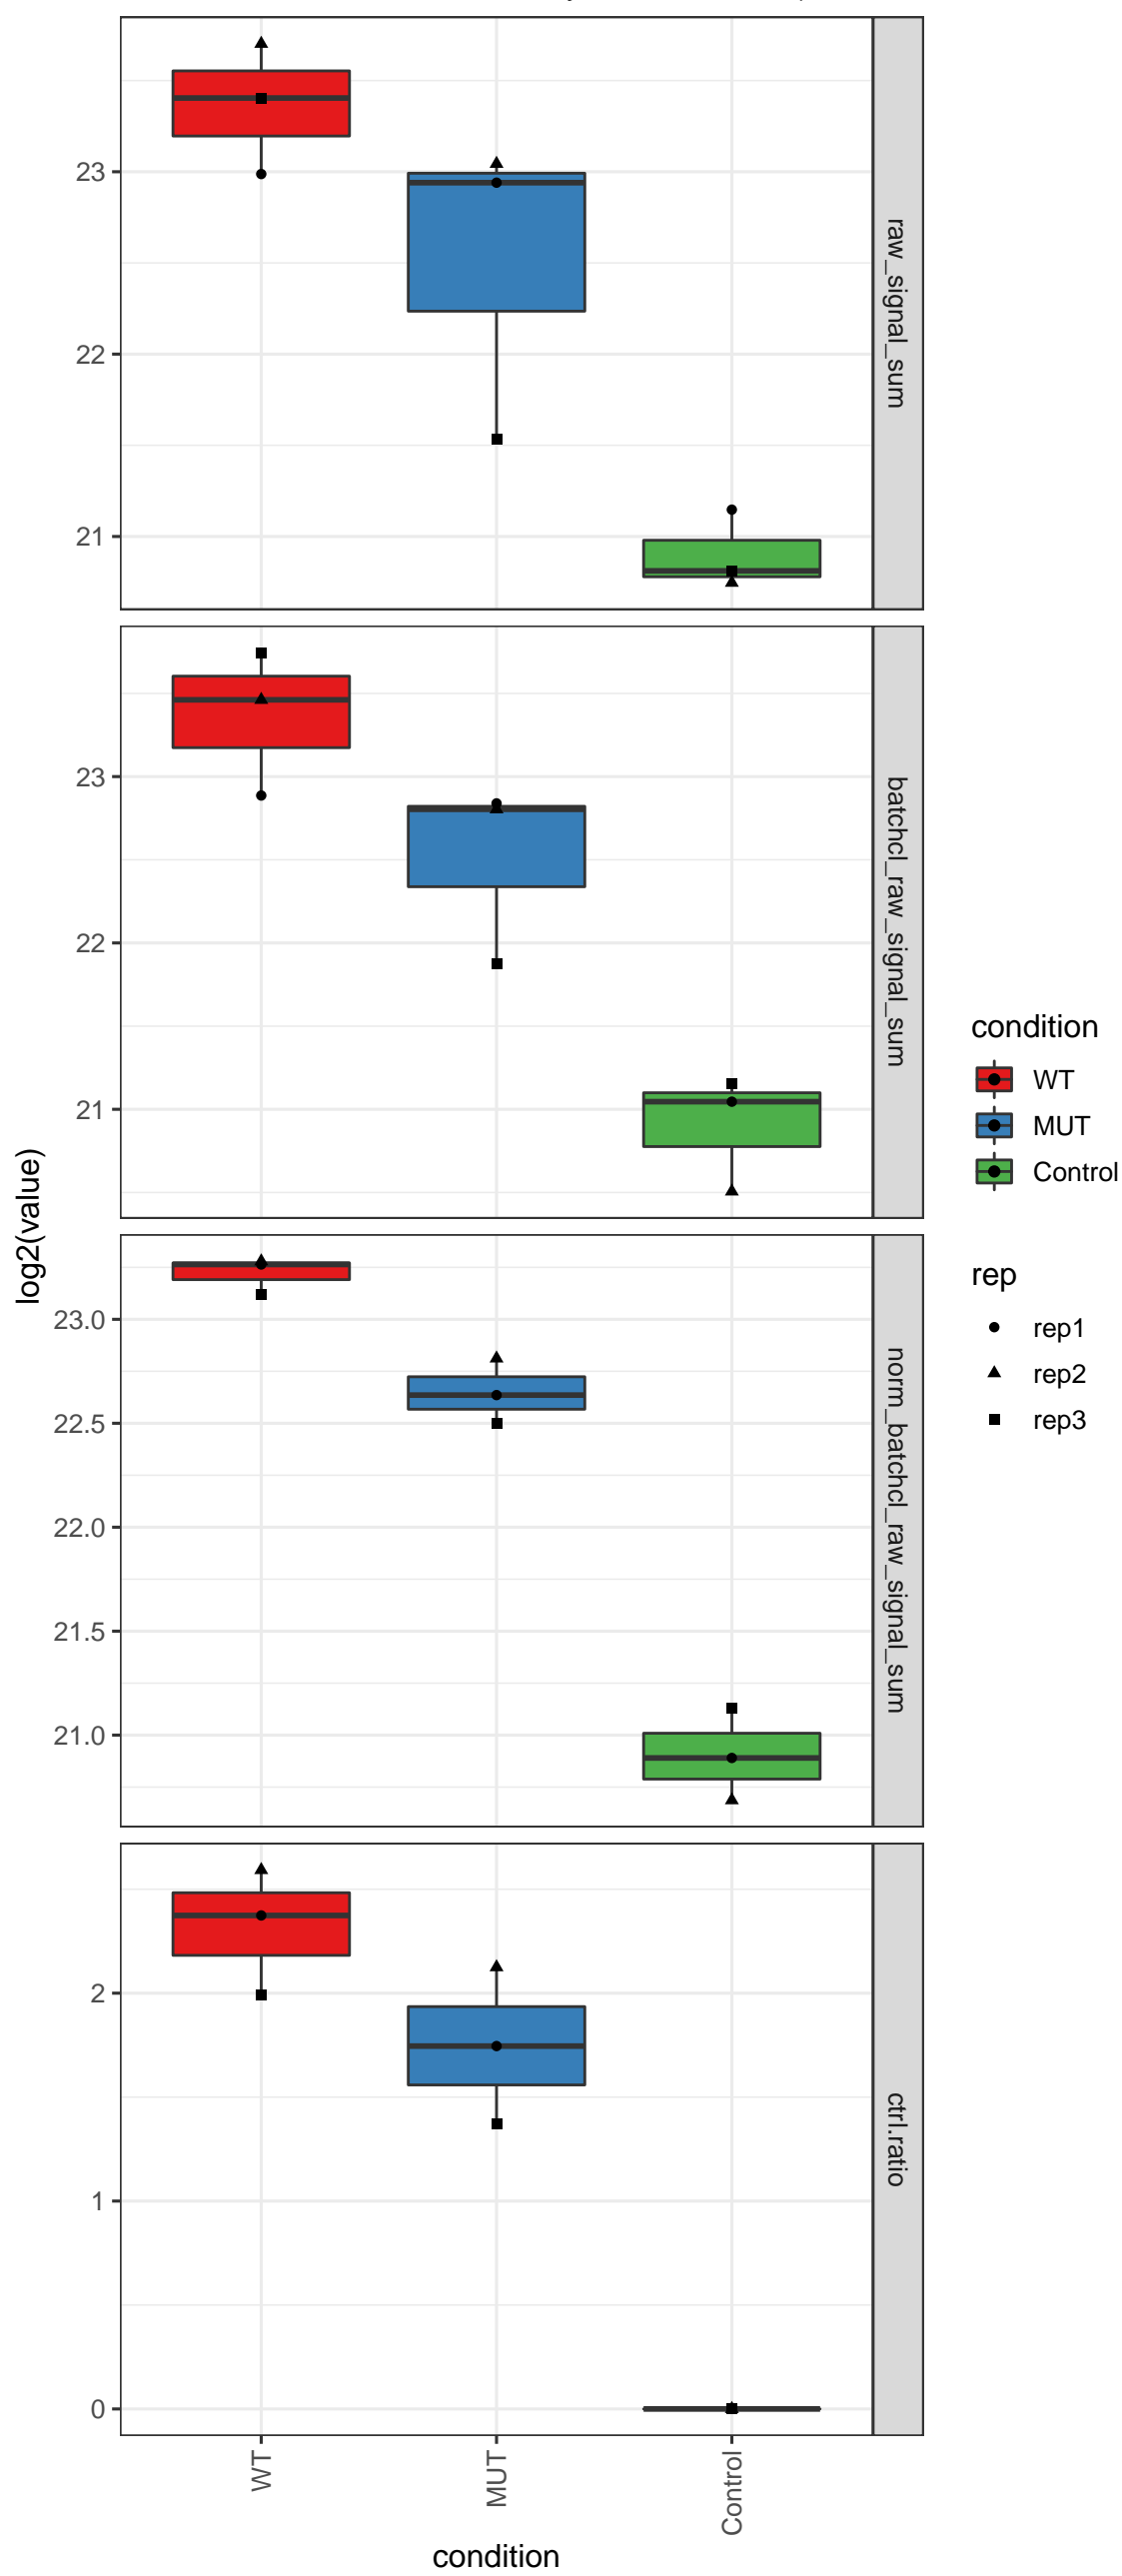 raw_signal_sum
23
22
21
batchcl_raw_signal_sum
23
22
21
norm_batchcl_raw_signal_sum
23.0
22.5
22.0
21.5
21.0
ctrl.ratio
2
1
0
log2(value)
WT
MUT
Control
condition
condition
WT
MUT
Control
rep
rep1
rep2
rep3